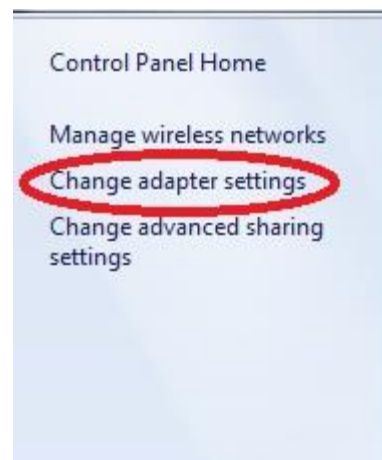 Control Panel Home
Manage wireless networks
Change adapter settings
Change advanced sharing
settings